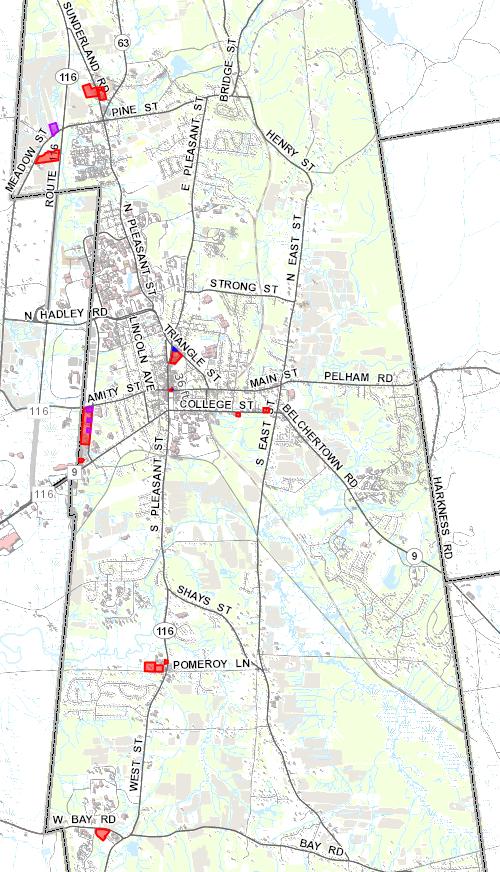 SUNDERLAND RD
63
116
BRIDGE ST
PINE ST
MEADOW ST
E PLEASANT ST
HENRY ST
ROUTE 116
N PLEASANT ST
N EAST ST
STRONG ST
N HADLEY RD
LINCOLN AVE
TRIANGLE ST
MAIN ST
PELHAM RD
AMITY ST
116
COLLEGE ST
S EAST ST
BELCHERTOWN RD
S PLEASANT ST
9
116
HARKNESS RD
9
SHAYS ST
116
POMEROY LN
WEST ST
W BAY RD
BAY RD